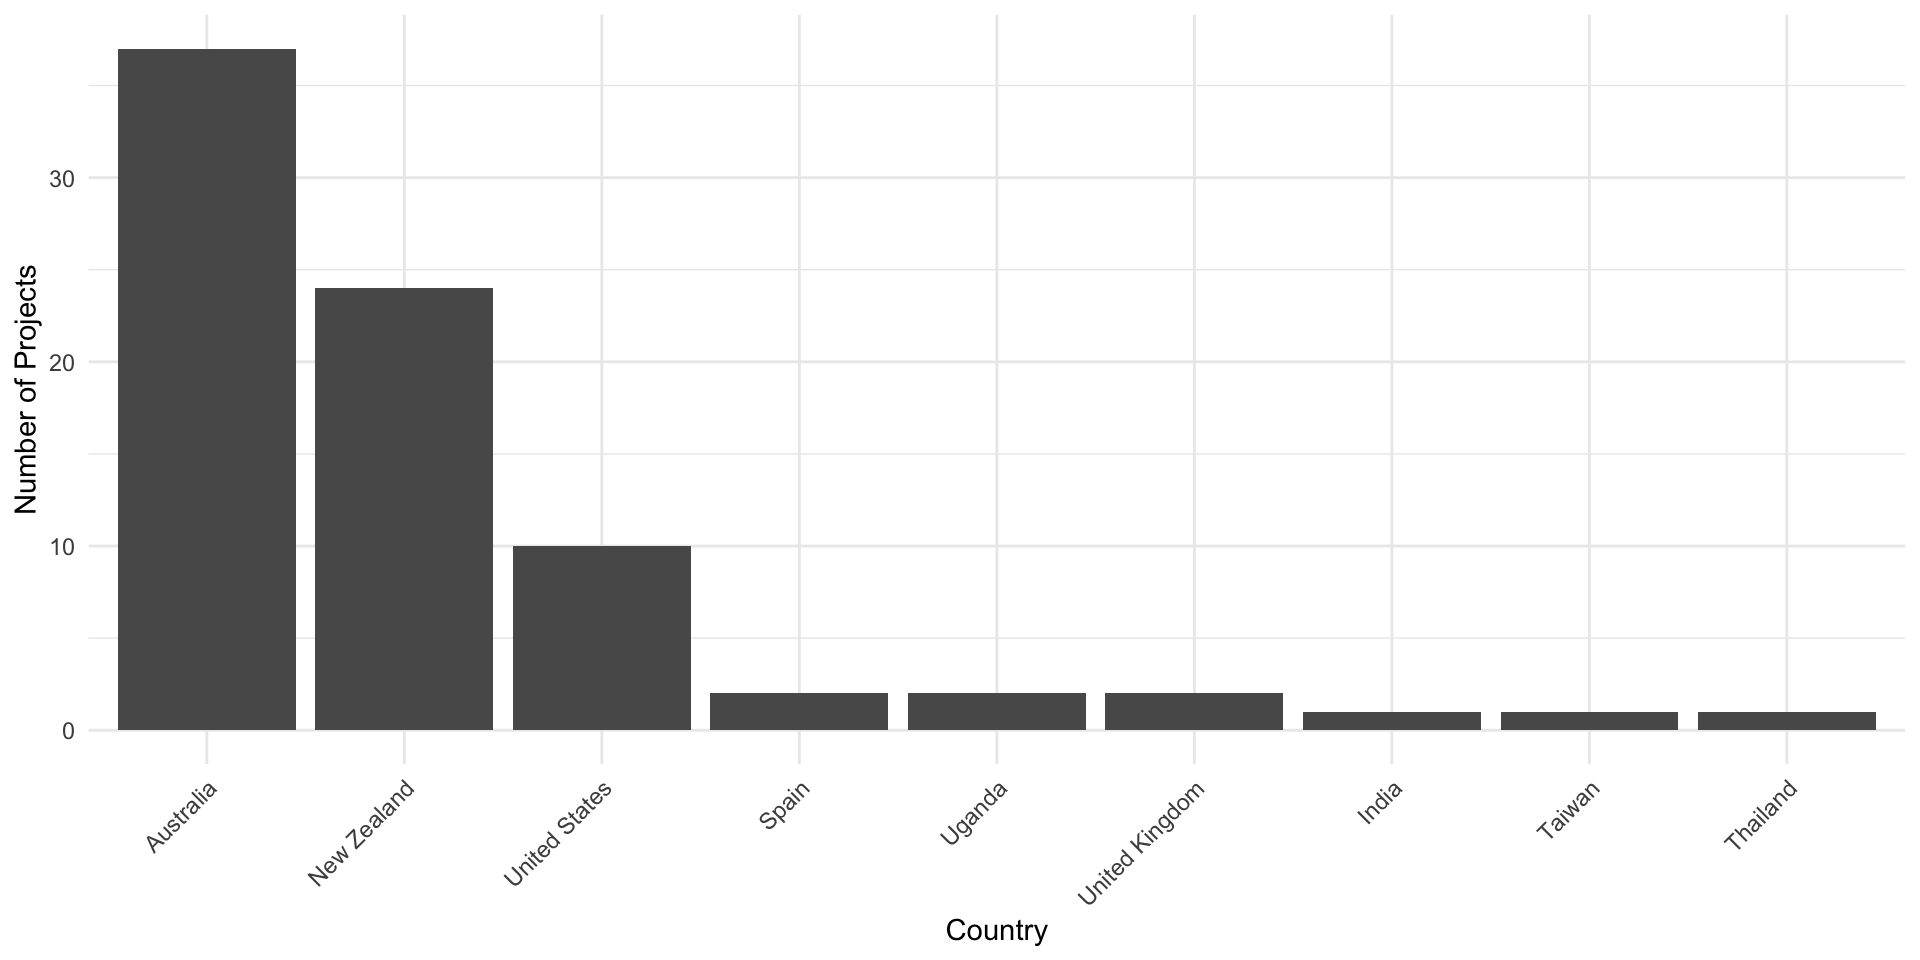 Number of Projects
30
20
10
0
Australia
New Zealand
United States
Spain
Uganda
United Kingdom
India
Taiwan
Thailand
Country